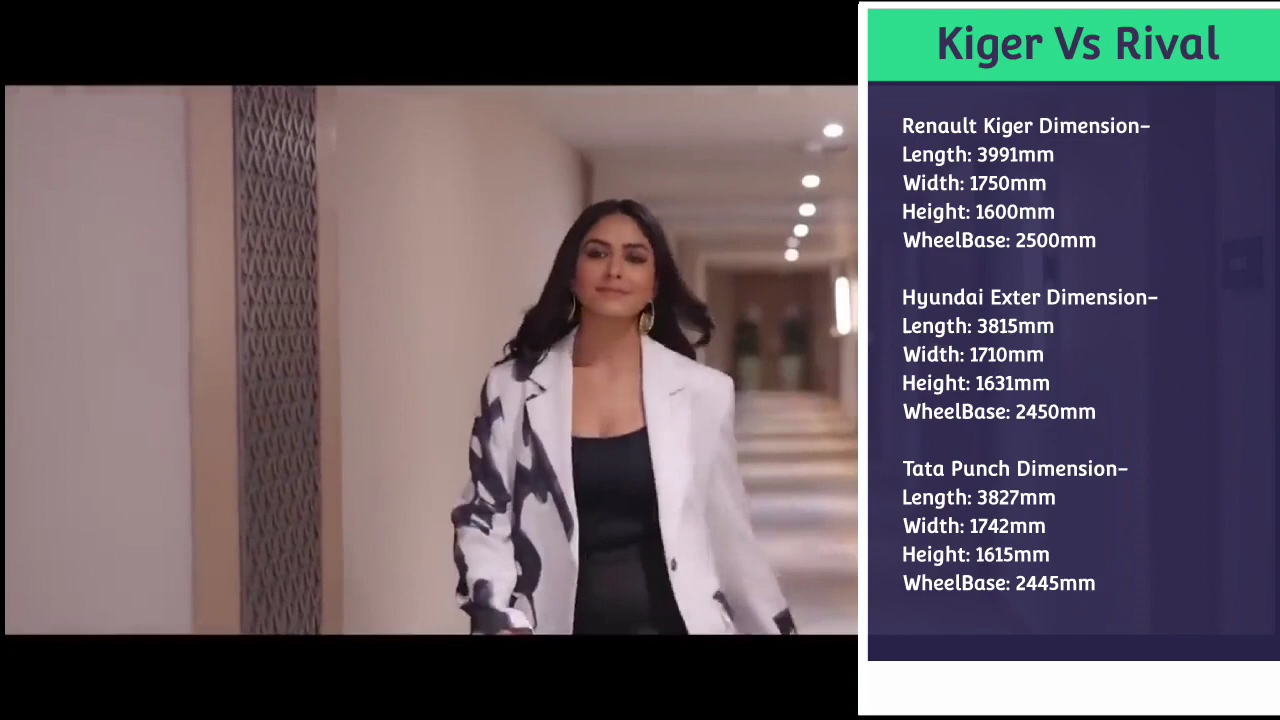 Kiger Vs Rival
Renault Kiger Dimension-
Length: 3991mm
Width: 1750mm
Height: 1600mm
WheelBase: 2500mm
Hyundai Exter Dimension-
Length: 3815mm
Width: 1710mm
Height: 1631mm
WheelBase: 2450mm
Tata Punch Dimension-
Length: 3827mm
Width: 1742mm
Height: 1615mm
WheelBase: 2445mm